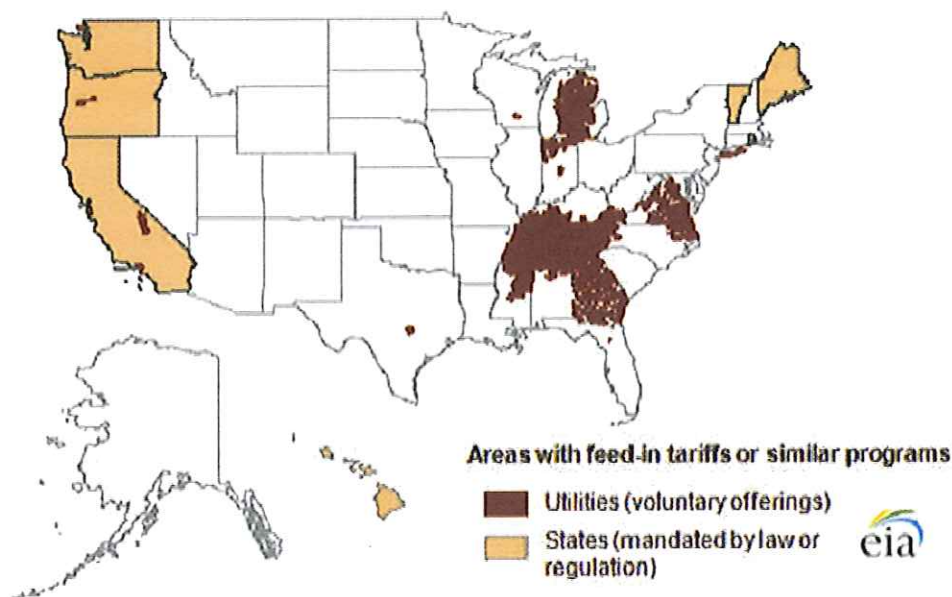 Areas with feed-in tariffs or similar programs
Utilities (voluntary offerings)
States (mandated by law or
regulation)
eia